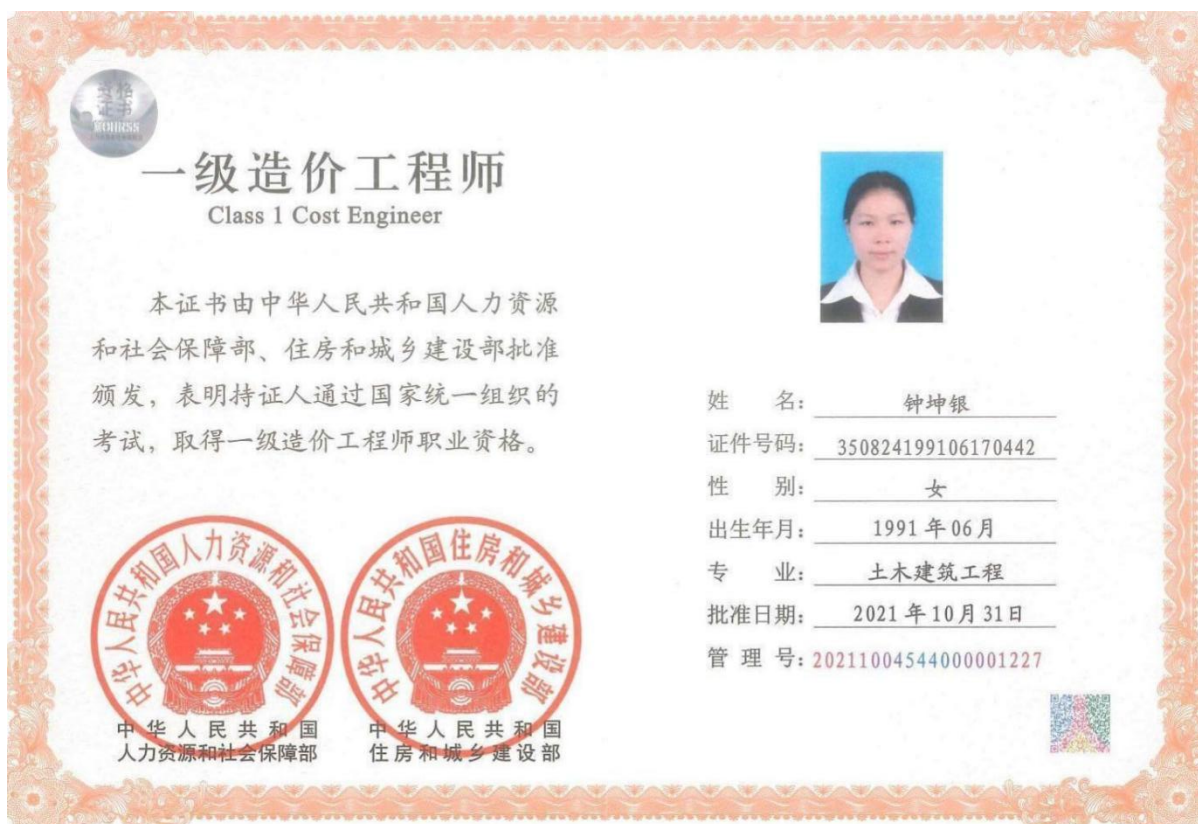 资格
证书
MOHRSS
一级造价工程师
Class 1 Cost Engineer
本证书由中华人民共和国人力资源
和社会保障部、住房和城乡建设部批准
颁发，表明持证人通过国家统一组织的
考试，取得一级造价工程师职业资格。
姓 名： 钟坤银
证件号码： 350824199106170442
性 别： 女
出生年月： 1991年06月
专 业： 土木建筑工程
批准日期： 2021年10月31日
管 理 号：20211004544000001227
中华人民共和国人力资源和社会保障部
中华人民共和国住房和城乡建设部
中华人民共和国
人力资源和社会保障部
中华人民共和国
住房和城乡建设部